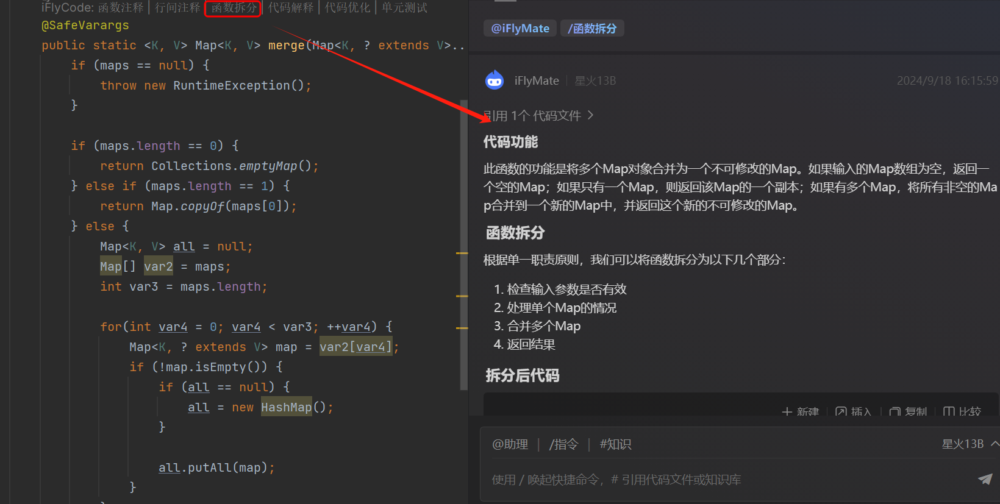 iFlyCode: 函数注释 | 行间注释 | 函数拆分 | 代码解释 | 代码优化 | 单元测试
@SafeVarargs
public static <K, V> Map<K, V> merge(Map<K, ? extends V>..
if (maps == null) {
throw new RuntimeException();
}
if (maps.length == 0) {
return Collections.emptyMap();
} else if (maps.length == 1) {
return Map.copyOf(maps[0]);
} else {
Map<K, V> all = null;
Map[] var2 = maps;
int var3 = maps.length;
for(int var4 = 0; var4 < var3; ++var4) {
Map<K, ? extends V> map = var2[var4];
if (!map.isEmpty()) {
if (all == null) {
all = new HashMap();
}
all.putAll(map);
}
@iFlyMate /函数拆分
iFlyMate | 星火13B 2024/9/18 16:15:59
引用 1个 代码文件 >
代码功能
此函数的功能是将多个Map对象合并为一个不可修改的Map。如果输入的Map数组为空，返回一
个空的Map；如果只有一个Map，则返回该Map的一个副本；如果有多个Map，将所有非空的Ma
p合并到一个新的Map中，并返回这个新的不可修改的Map。
函数拆分
根据单一职责原则，我们可以将函数拆分为以下几个部分：
1. 检查输入参数是否有效
2. 处理单个Map的情况
3. 合并多个Map
4. 返回结果
拆分后代码
新建 | 插入 | 复制 | 比较
@助理 | /指令 | #知识 星火13B
使用 / 唤起快捷命令，# 引用代码文件或知识库